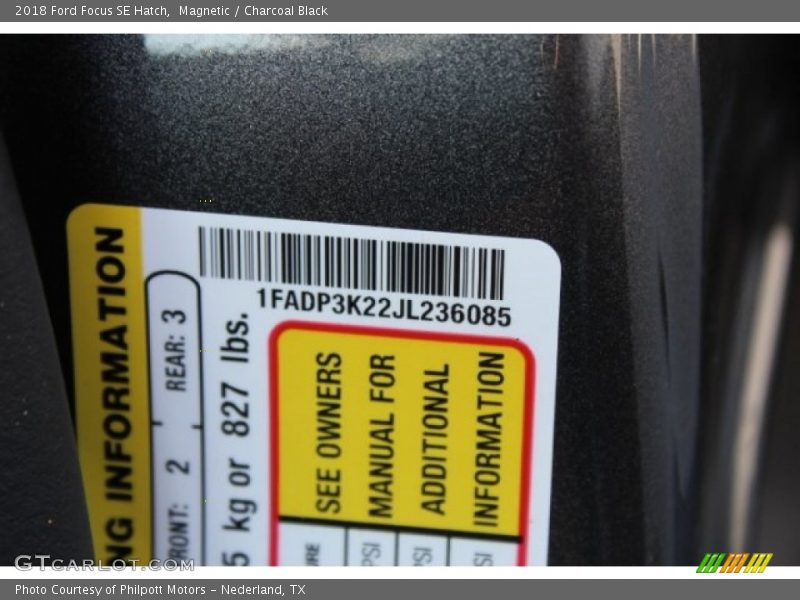 2018 Ford Focus SE Hatch, Magnetic / Charcoal Black
1FADP3K22JL236085
NG INFORMATION
FRONT: 2 REAR: 3
5 kg or 827 lbs.
SEE OWNERS
MANUAL FOR
ADDITIONAL
INFORMATION
PSI
GTCARLOT.COM
Photo Courtesy of Philpott Motors - Nederland, TX